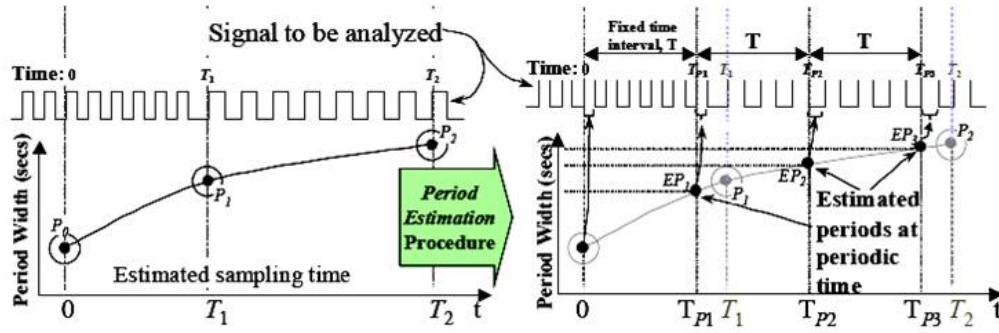 Signal to be analyzed
Time: 0
T1
T2
Period Width (secs)
P0
P1
P2
Estimated sampling time
0
T1
T2
t
Period
Estimation
Procedure
Fixed time
interval, T
T
T
Time: 0
TP1
T1
TP2
TP3
T2
Period Width (secs)
EP1
P1
EP2
EP3
P2
Estimated
periods at
periodic
time
0
TP1
T1
TP2
TP3
T2
t